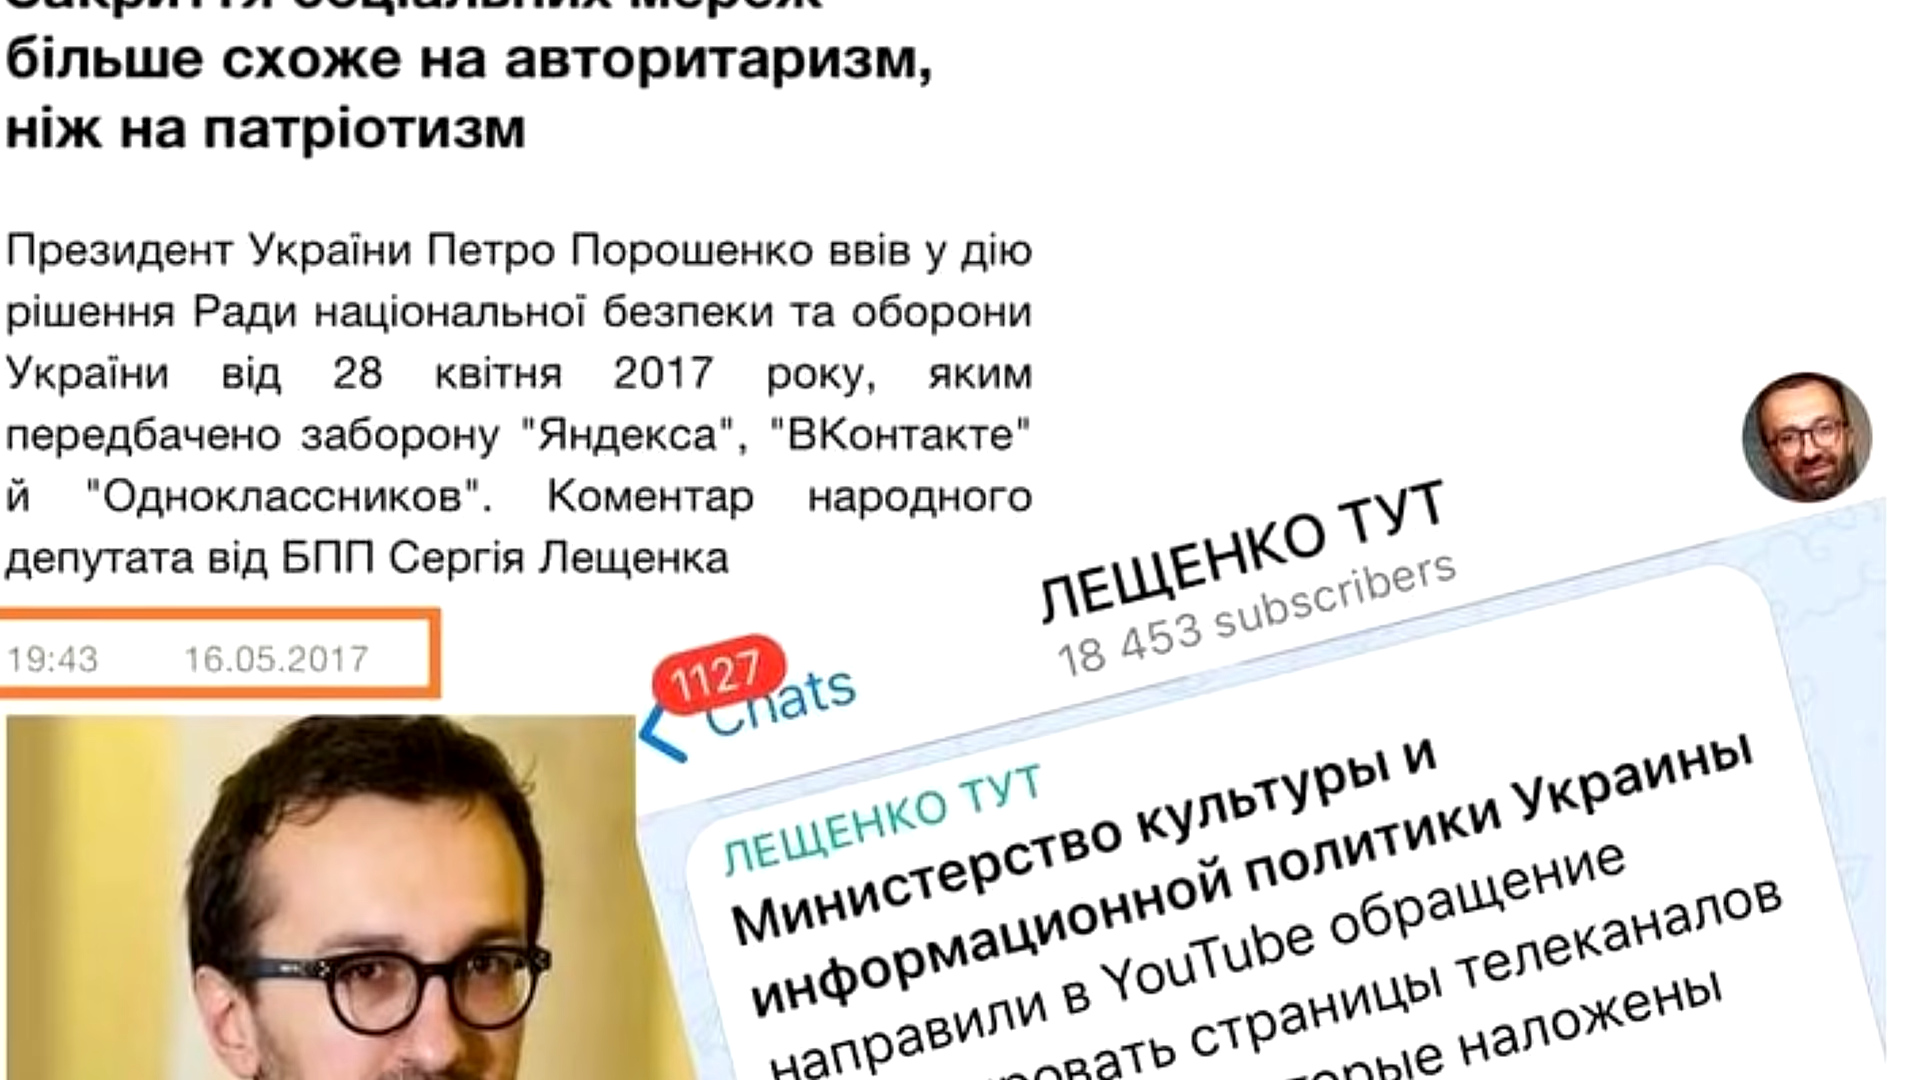 Закриття соціальних мереж
більше схоже на авторитаризм,
ніж на патріотизм
Президент України Петро Порошенко ввів у дію
рішення Ради національної безпеки та оборони
України від 28 квітня 2017 року, яким
передбачено заборону "Яндекса", "ВКонтакте"
й "Одноклассников". Коментар народного
депутата від БПП Сергія Лещенка
19:43 16.05.2017
1127
Chats
ЛЕЩЕНКО ТУТ
18 453 subscribers
ЛЕЩЕНКО ТУТ
Министерство культуры и
информационной политики Украины
направили в YouTube обращение
страницы телеканалов
наложены